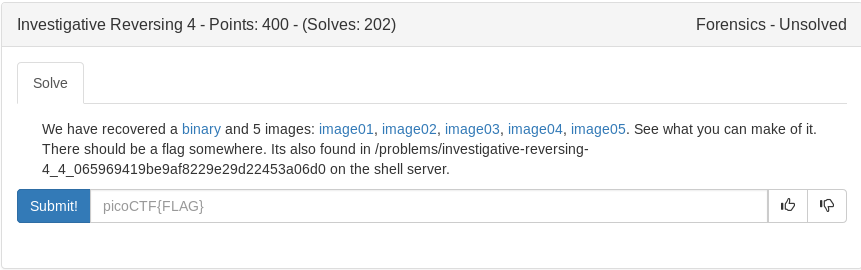 Investigative Reversing 4 - Points: 400 - (Solves: 202) Forensics - Unsolved
Solve
We have recovered a binary and 5 images: image01, image02, image03, image04, image05. See what you can make of it.
There should be a flag somewhere. Its also found in /problems/investigative-reversing-
4_4_065969419be9af8229e29d22453a06d0 on the shell server.
Submit! picoCTF{FLAG}